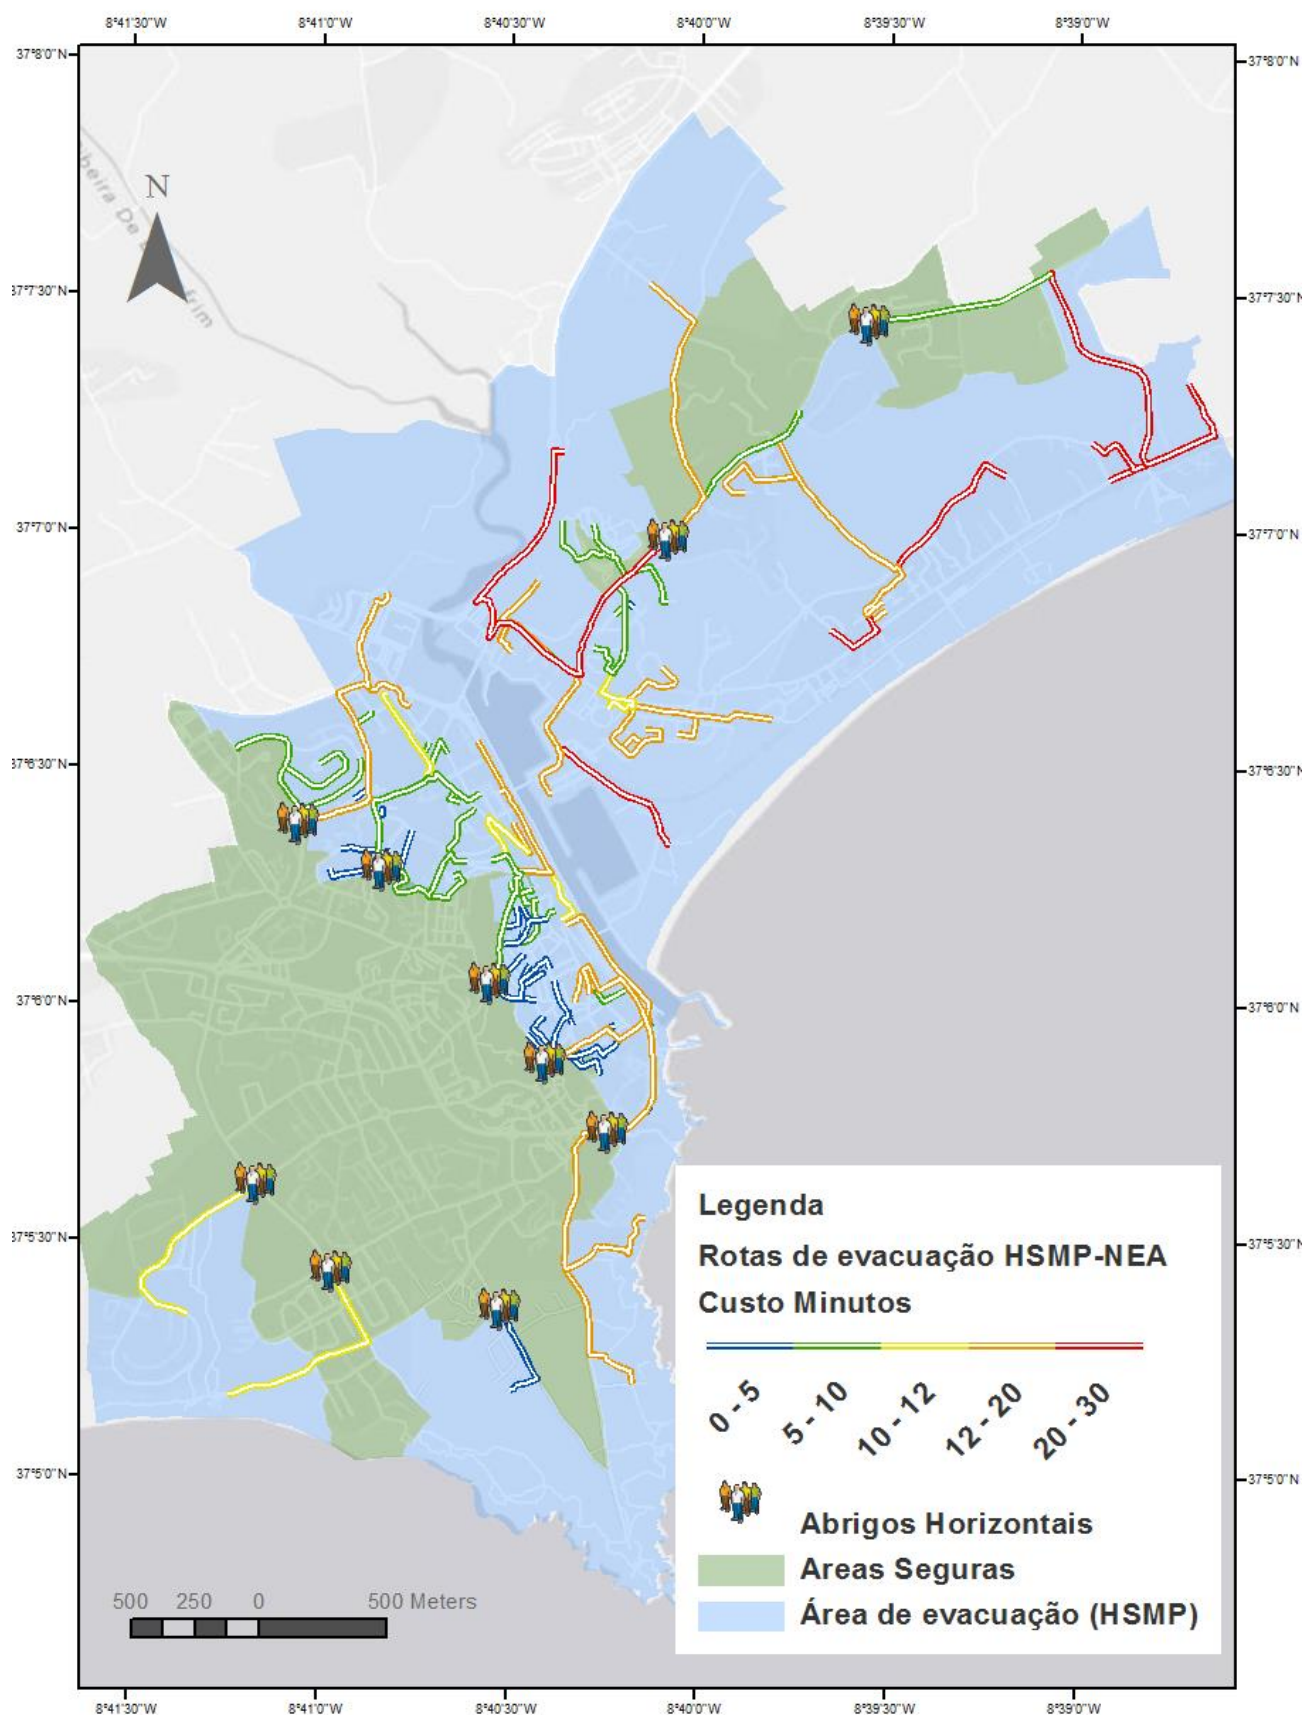 8°41'30"W 8°41'0"W 8°40'30"W 8°40'0"W 8°39'30"W 8°39'0"W
37°8'0"N 37°8'0"N
N
37°7'30"N
37°7'0"N 37°7'0"N
37°6'30"N 37°6'30"N
37°6'0"N 37°6'0"N
37°5'30"N 37°5'30"N
37°5'0"N 37°5'0"N
Legenda
Rotas de evacuação HSMP-NEA
Custo Minutos
0 - 5 5 - 10 10 - 12 12 - 20 20 - 30
Abrigos Horizontais
Areas Seguras
Área de evacuação (HSMP)
500 250 0 500 Meters
8°41'30"W 8°41'0"W 8°40'30"W 8°40'0"W 8°39'30"W 8°39'0"W